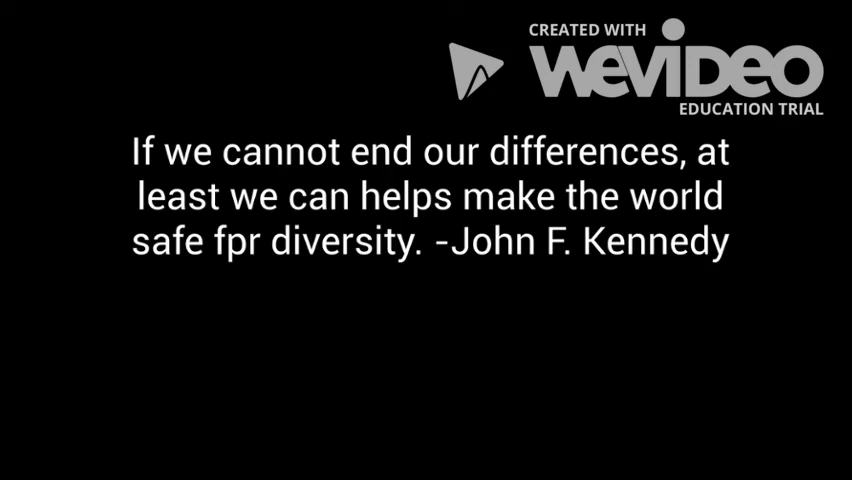 CREATED WITH
WEVIDEO
EDUCATION TRIAL
If we cannot end our differences, at
least we can helps make the world
safe fpr diversity. -John F. Kennedy